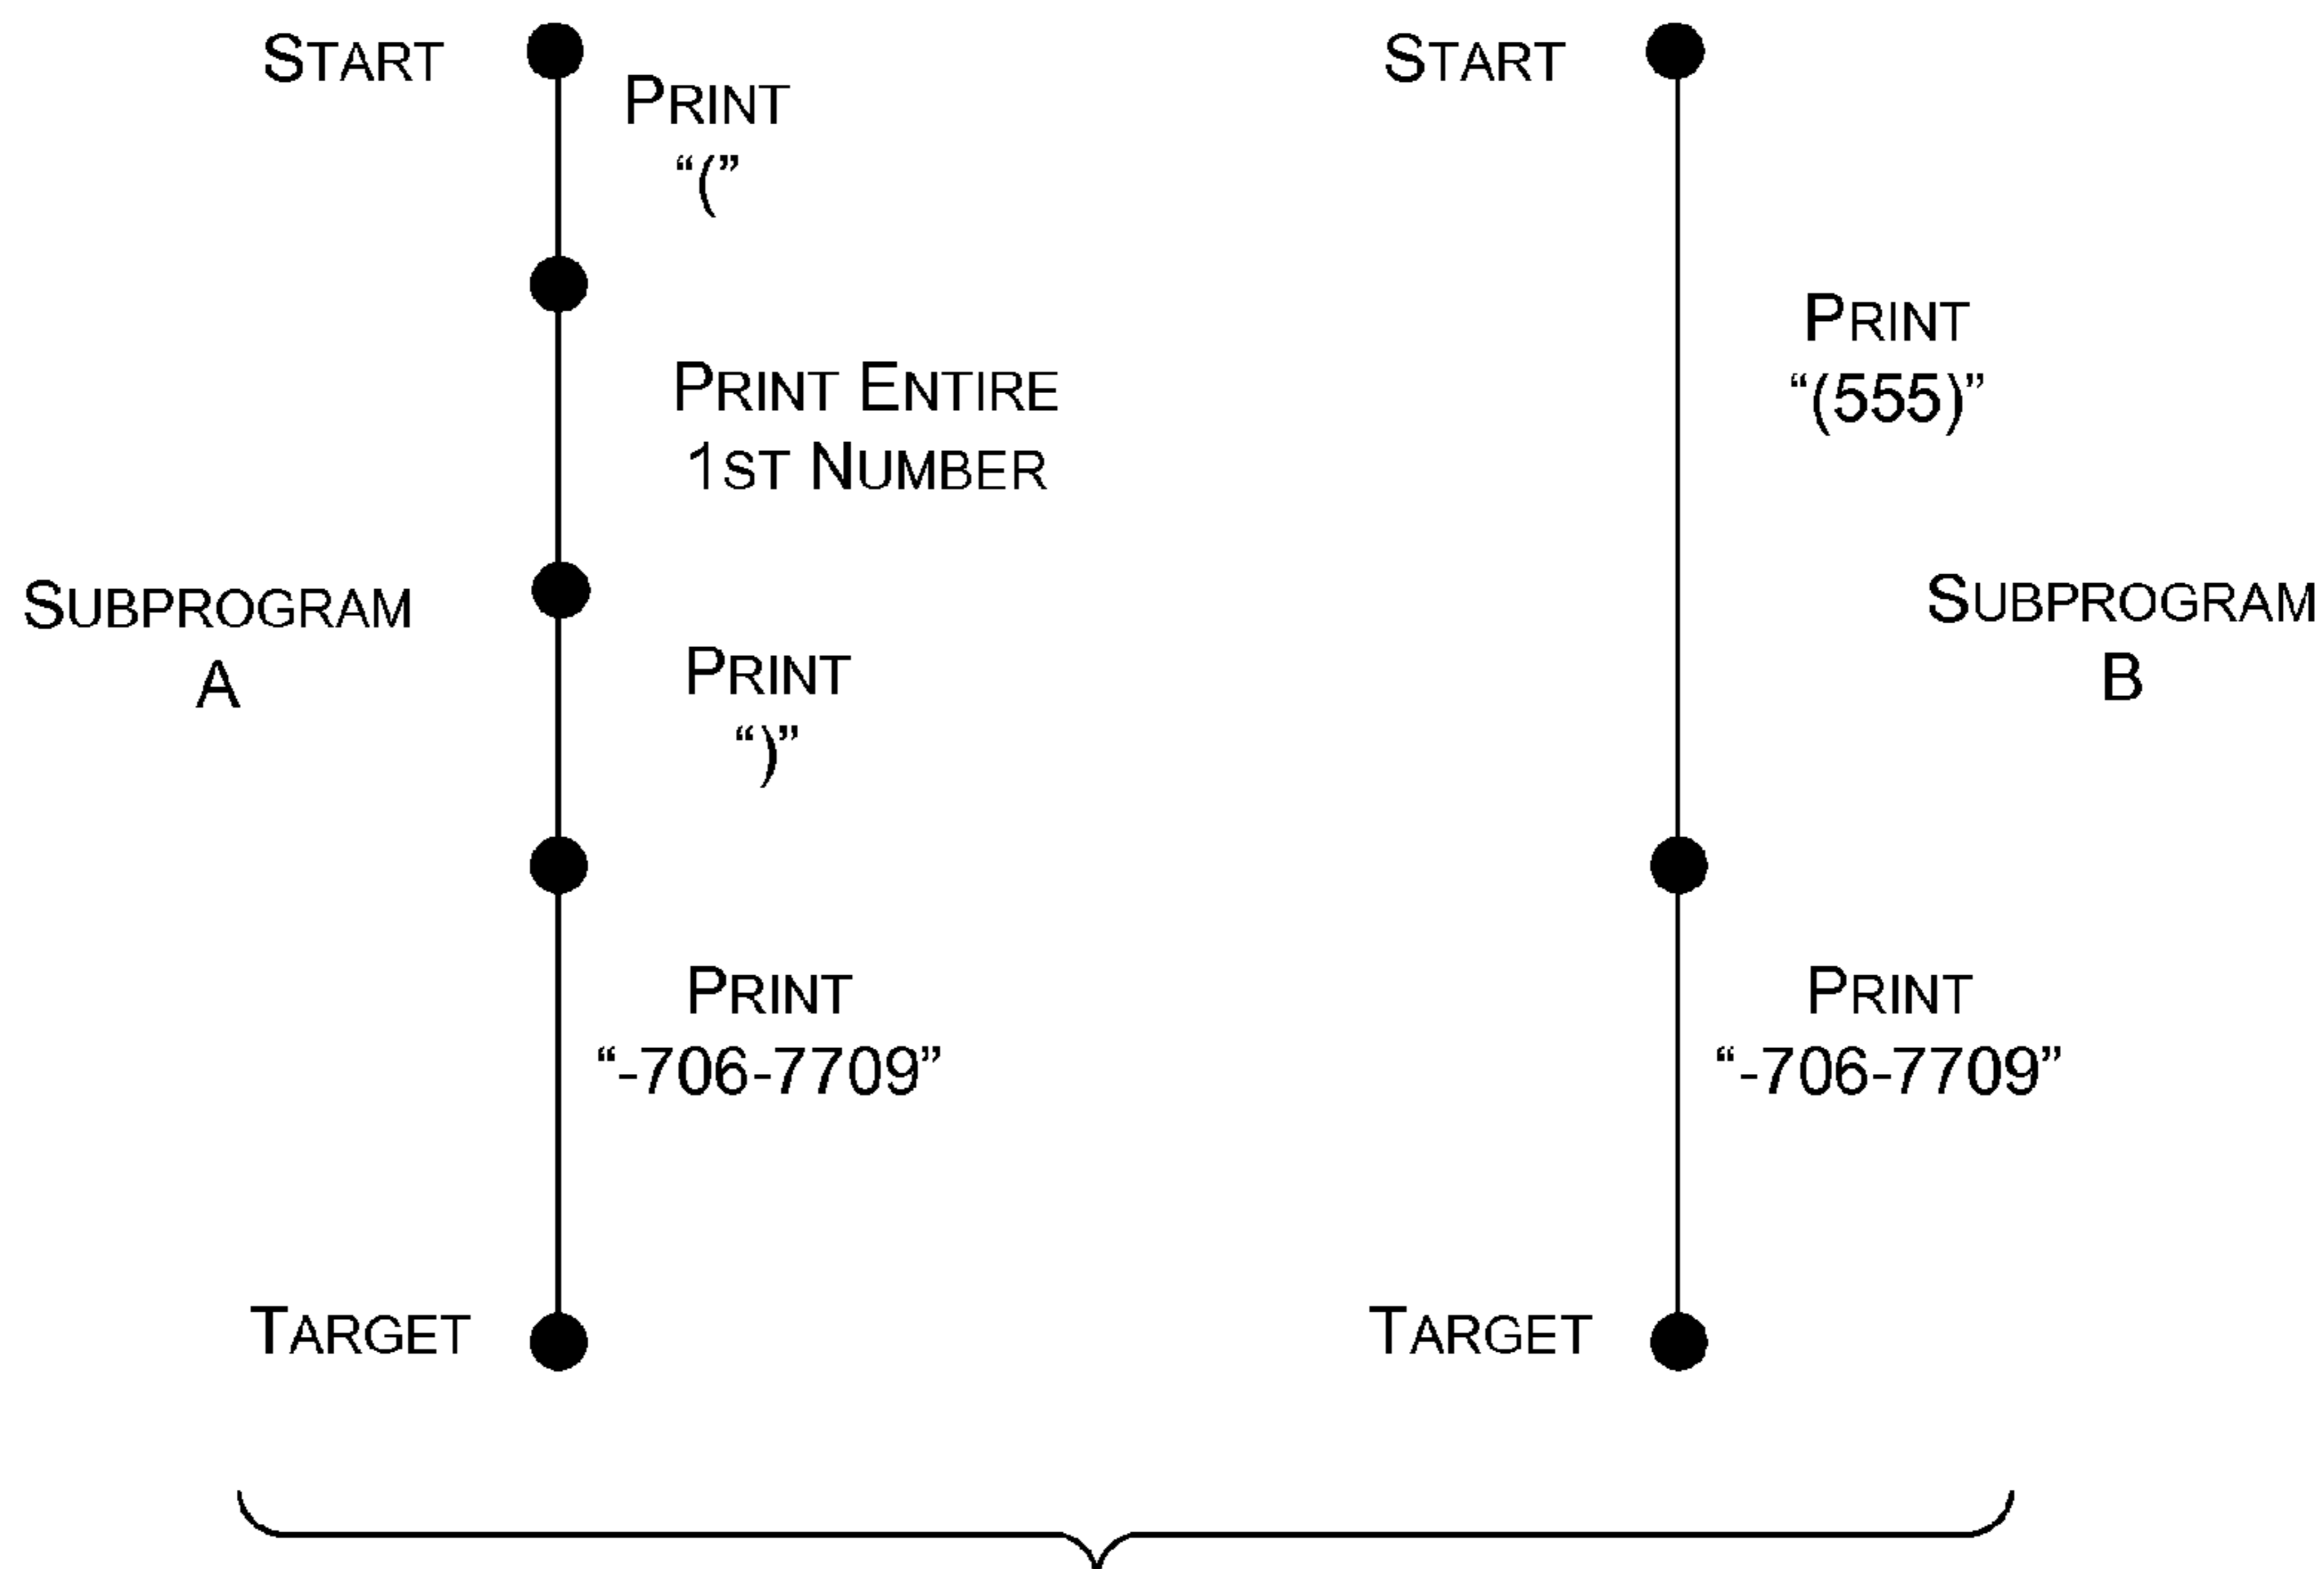 START
PRINT
“(”
PRINT ENTIRE
1ST NUMBER
SUBPROGRAM
A
PRINT
“)”
PRINT
“-706-7709”
TARGET
START
PRINT
“(555)”
SUBPROGRAM
B
PRINT
“-706-7709”
TARGET